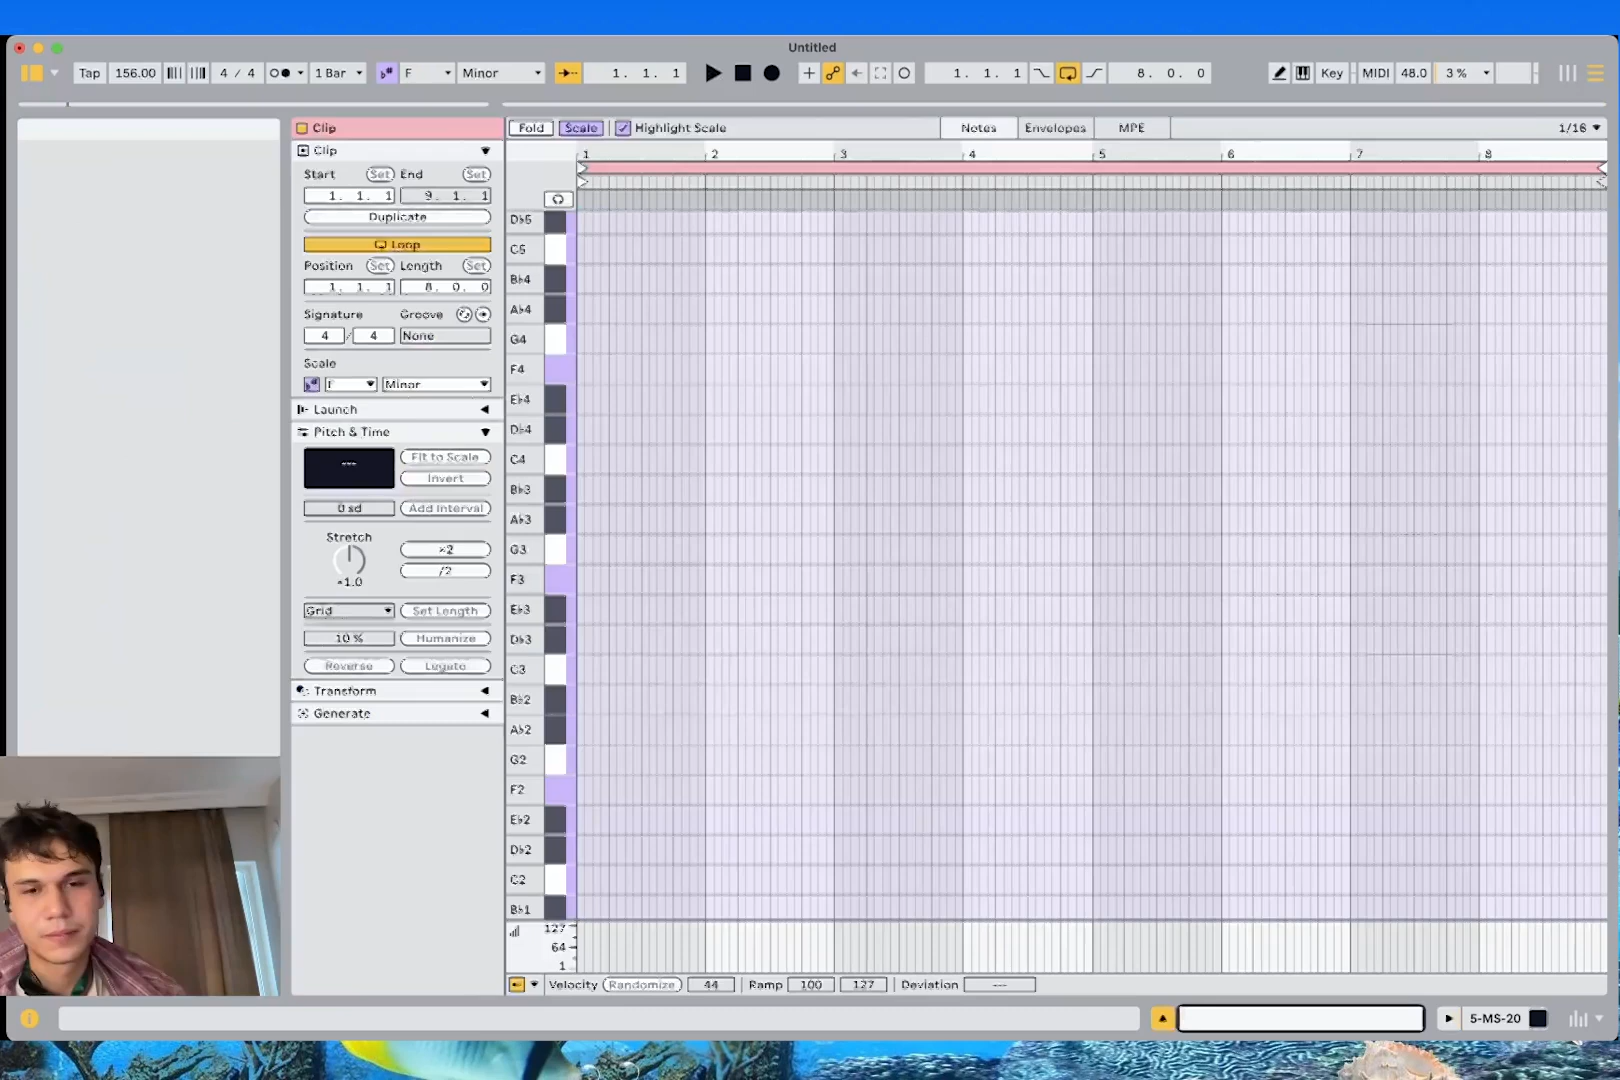 Untitled
Tap 156.00 4 / 4 1 Bar F Minor 1. 1. 1 1. 1. 1 8. 0. 0 Key MIDI 48.0 3 %
Clip
Fold Scale Highlight Scale Notes Envelopes MPE 1/16
Clip
1 2 3 4 5 6 7 8
Start Set End Set
1. 1. 1 9. 1. 1
Duplicate
Loop
Position Set Length Set
1. 1. 1 8. 0. 0
Signature Groove
4 / 4 None
Scale
F Minor
Launch
Pitch & Time
--- Fit to Scale
Invert
0 sd Add Interval
Stretch
×2
/2
×1.0
Grid Set Length
10 % Humanize
Reverse Legato
Transform
Generate
D♭5
C5
B♭4
A♭4
G4
F4
E♭4
D♭4
C4
B♭3
A♭3
G3
F3
E♭3
D♭3
C3
B♭2
A♭2
G2
F2
E♭2
D♭2
C2
B♭1
127
64
1
Velocity Randomize 44 Ramp 100 127 Deviation ---
5-MS-20